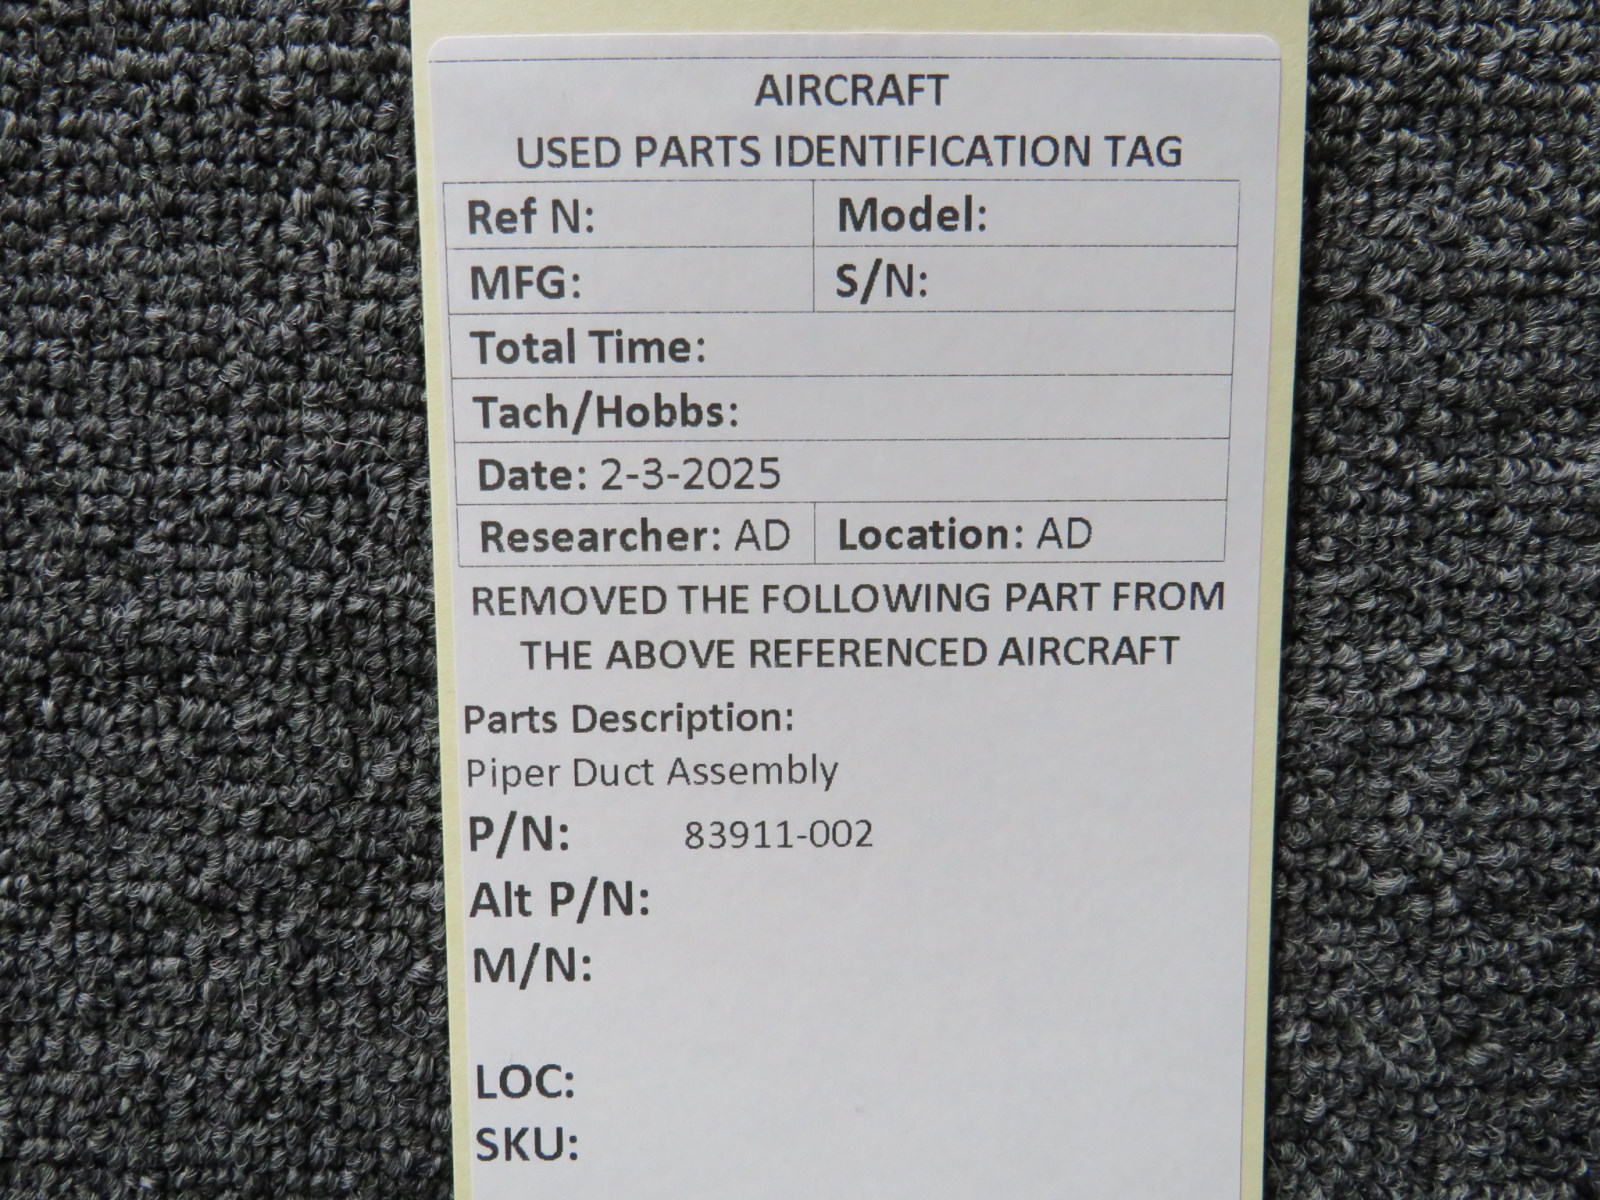 AIRCRAFT
USED PARTS IDENTIFICATION TAG
Ref N: Model:
MFG: S/N:
Total Time:
Tach/Hobbs:
Date: 2-3-2025
Researcher: AD Location: AD
REMOVED THE FOLLOWING PART FROM
THE ABOVE REFERENCED AIRCRAFT
Parts Description:
Piper Duct Assembly
P/N: 83911-002
Alt P/N:
M/N:
LOC:
SKU: